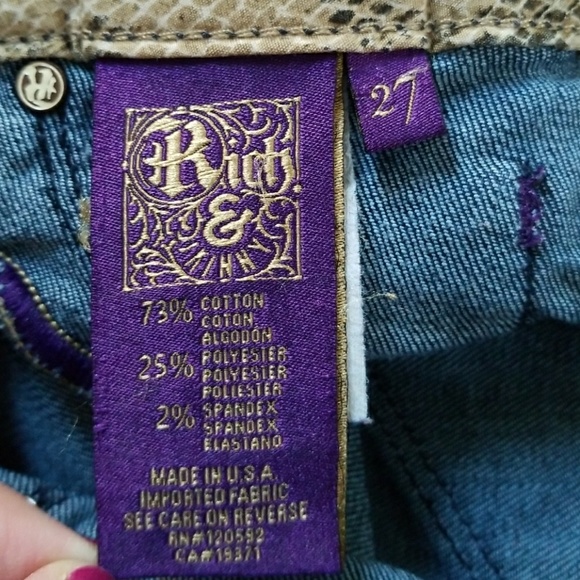 Rich
&
SKINNY
27
73% COTTON
COTON
ALGODON
25% POLYESTER
POLYESTER
POLIESTER
2% SPANDEX
SPANDEX
ELASTANO
MADE IN U.S.A.
IMPORTED FABRIC
SEE CARE ON REVERSE
RN#120592
CA#19371